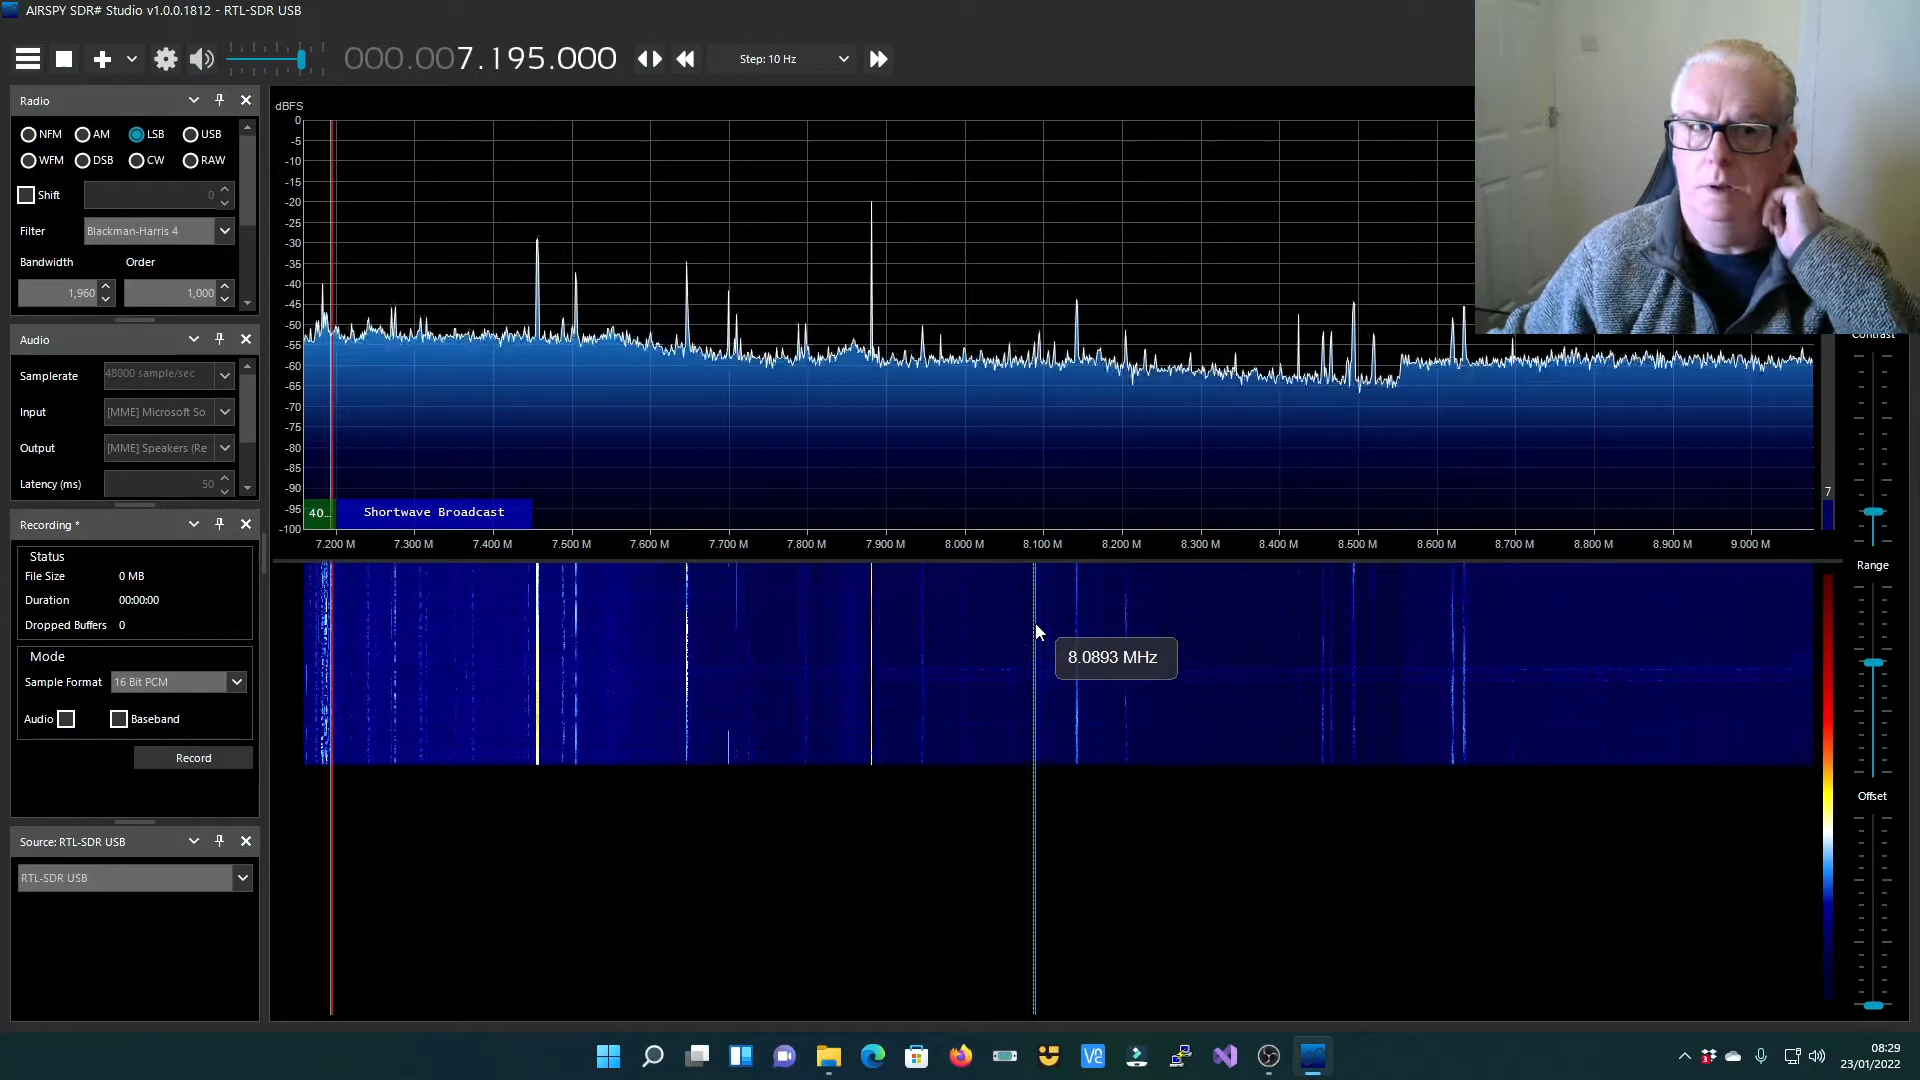 AIRSPY SDR# Studio v1.0.0.1812 - RTL-SDR USB
000.007.195.000
Step: 10 Hz
Radio
NFM AM LSB USB
WFM DSB CW RAW
Shift 0
Filter Blackman-Harris 4
Bandwidth Order
1,960 1,000
Audio
Samplerate 48000 sample/sec
Input [MME] Microsoft So
Output [MME] Speakers (Re
Latency (ms) 50
Recording *
Status
File Size 0 MB
Duration 00:00:00
Dropped Buffers 0
Mode
Sample Format 16 Bit PCM
Audio Baseband
Record
Source: RTL-SDR USB
RTL-SDR USB
dBFS
0
-5
-10
-15
-20
-25
-30
-35
-40
-45
-50
-55
-60
-65
-70
-75
-80
-85
-90
-95
-100
40... Shortwave Broadcast
7.200 M 7.300 M 7.400 M 7.500 M 7.600 M 7.700 M 7.800 M 7.900 M 8.000 M 8.100 M 8.200 M 8.300 M 8.400 M 8.500 M 8.600 M 8.700 M 8.800 M 8.900 M 9.000 M
8.0893 MHz
7
Contrast
Range
Offset
08:29
23/01/2022